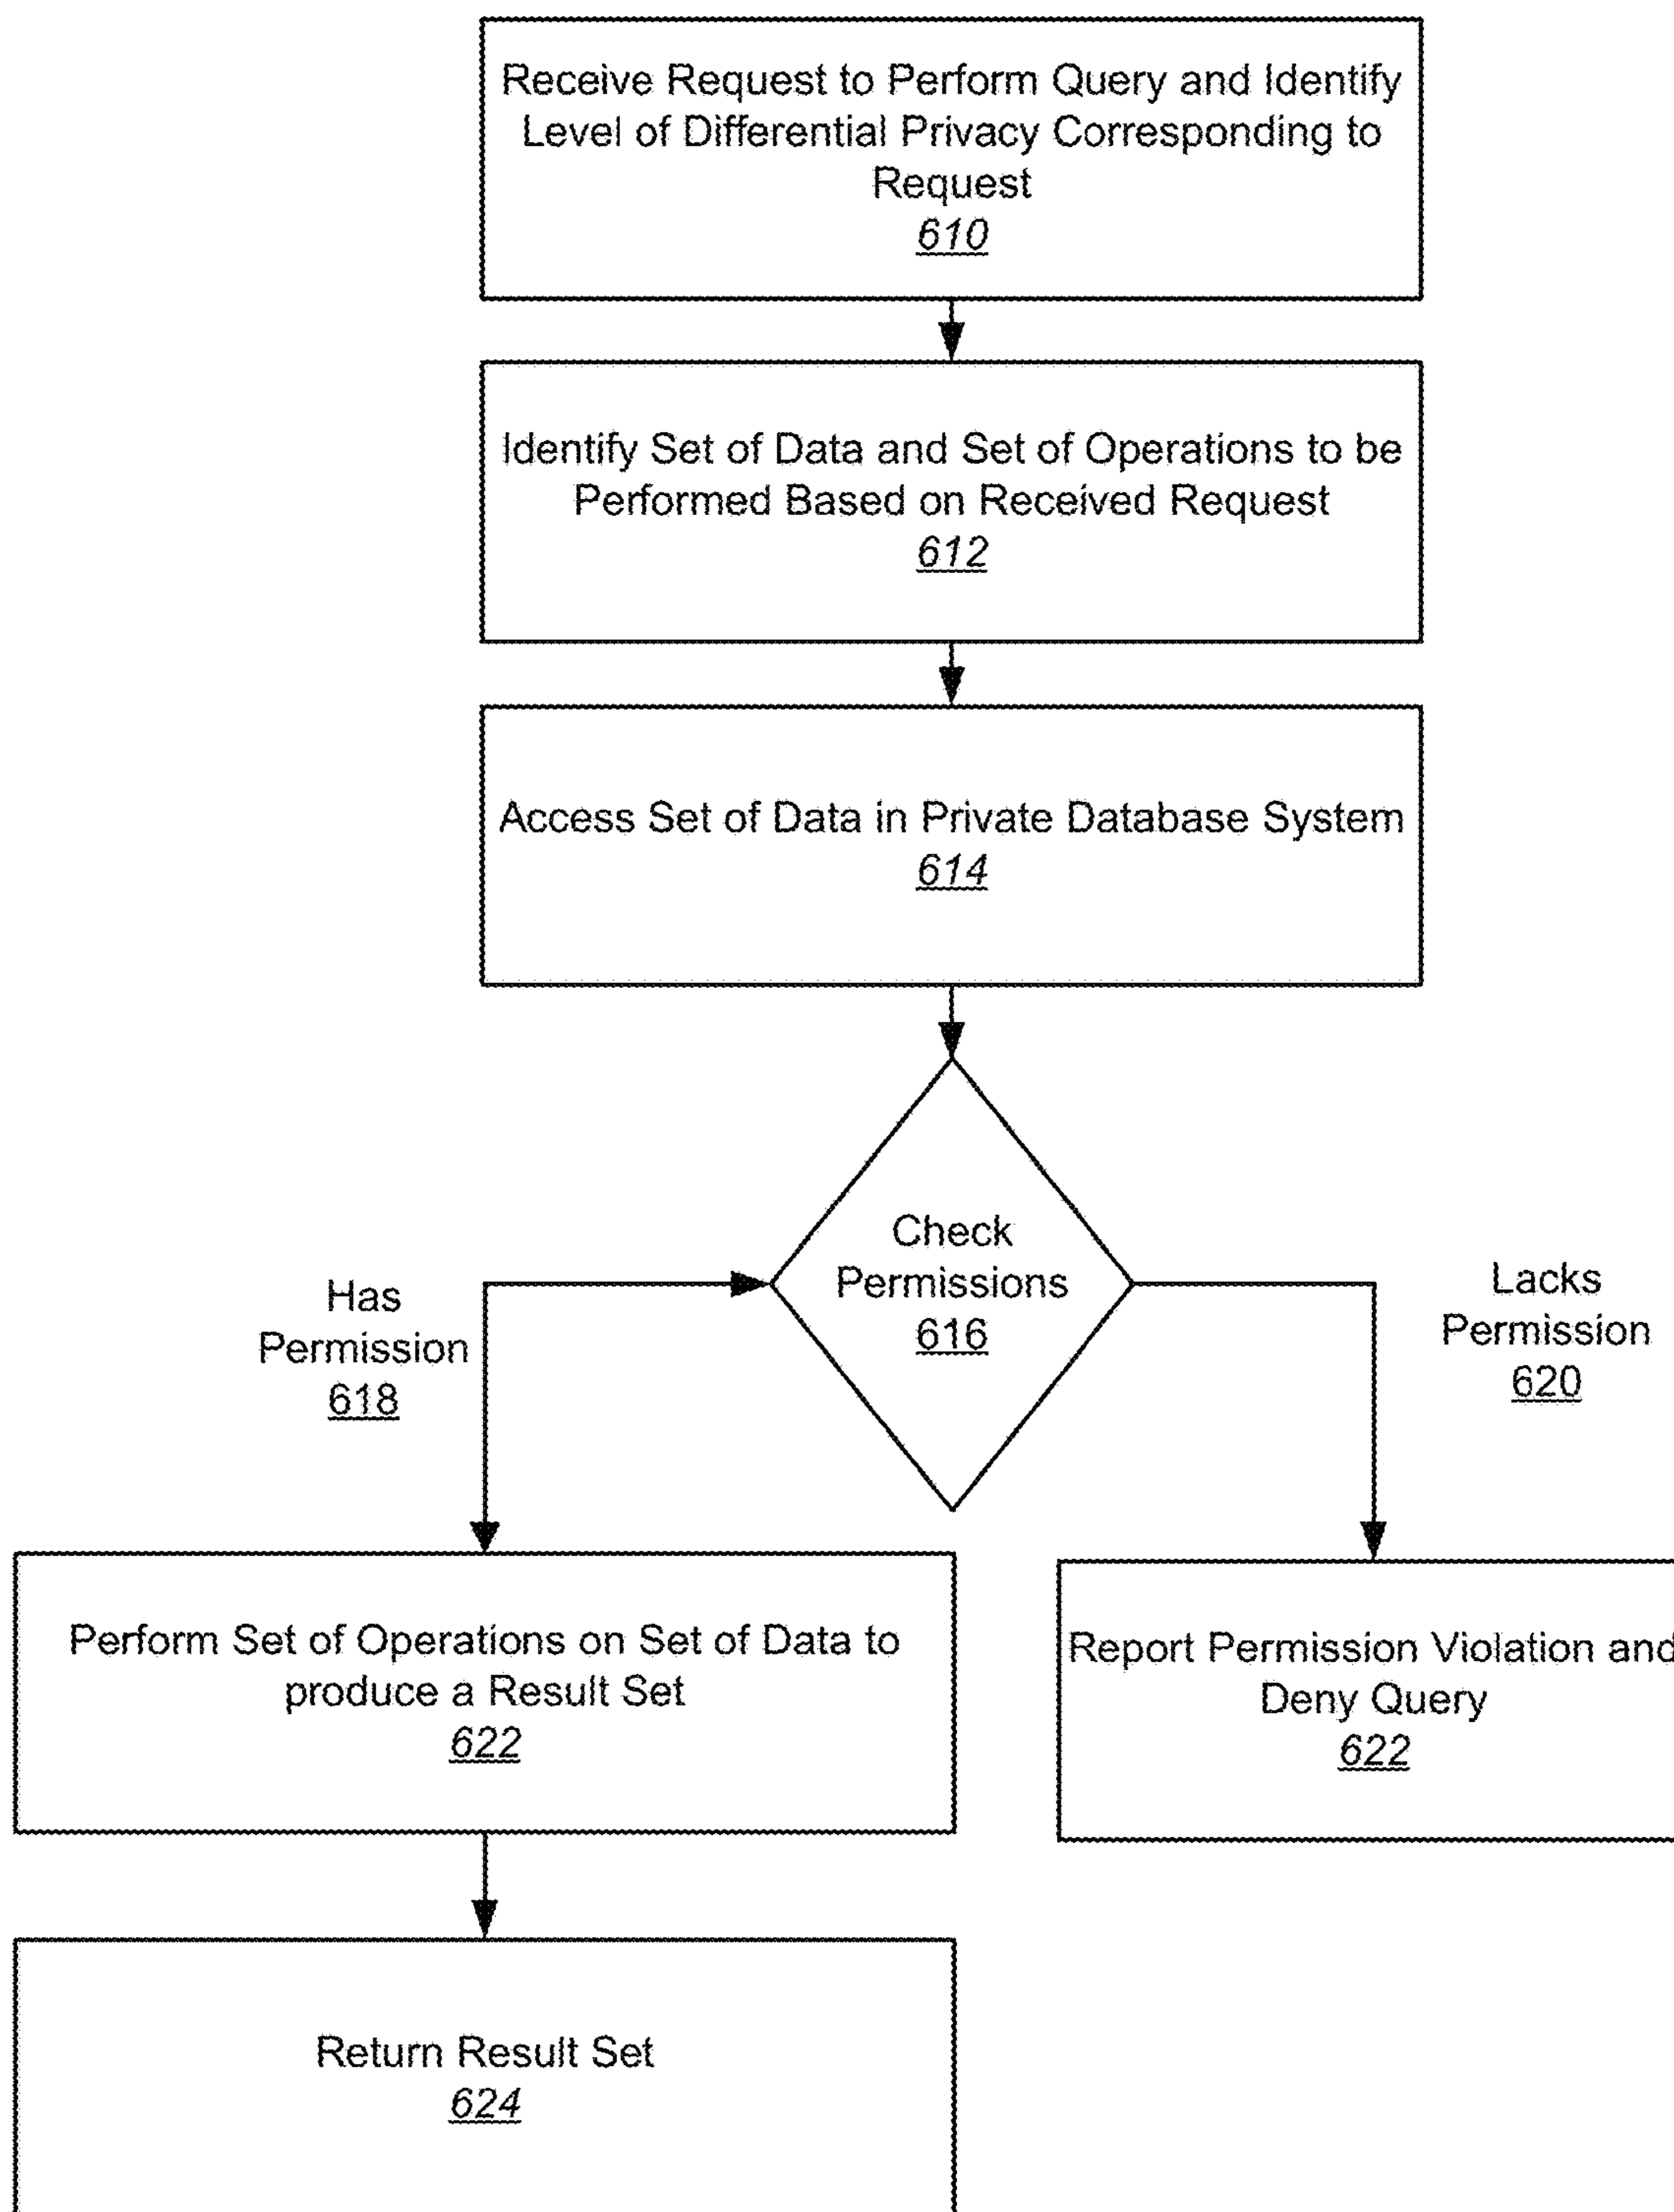 Receive Request to Perform Query and Identify
Level of Differential Privacy Corresponding to
Request
610
Identify Set of Data and Set of Operations to be
Performed Based on Received Request
612
Access Set of Data in Private Database System
614
Check
Permissions
616
Has
Permission
618
Lacks
Permission
620
Perform Set of Operations on Set of Data to
produce a Result Set
622
Report Permission Violation and
Deny Query
622
Return Result Set
624